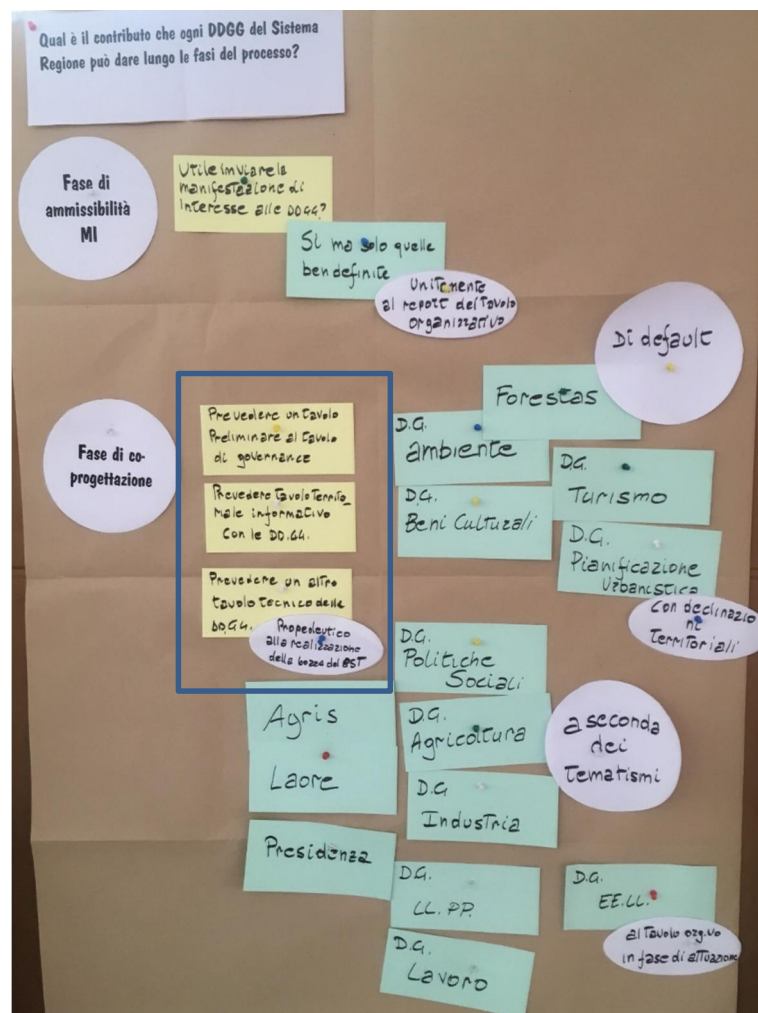 Qual è il contributo che ogni DDGG del Sistema
Regione può dare lungo le fasi del processo?
Fase di
ammissibilità
MI
Utile inviare la
manifestazione di
Interesse alle DDGG?
SI ma solo quelle
ben definite
Unitamente
al report del Tavolo
organizzativo
Di default
Fase di co-
progettazione
Prevedere un tavolo
Preliminare al tavolo
di governance
Prevedere tavolo territo_
riale informativo
Con le DD.GG.
Prevedere un altro
tavolo tecnico delle
DD.GG.
Propedeutico
alla realizzazione
della bozza del QST
Forestas
D.G.
ambiente
D.G.
Turismo
D.G.
Beni Culturali
D.G.
Pianificazione
Urbanistica
Con declinazio
ni
Territoriali
D.G.
Politiche
Sociali
Agris
D.G.
Agricoltura
a seconda
dei
Tematismi
Laore
D.G
Industria
Presidenza
D.G.
LL.PP.
D.G.
EE.LL.
al Tavolo org.vo
in fase di attuazione
D.G.
Lavoro